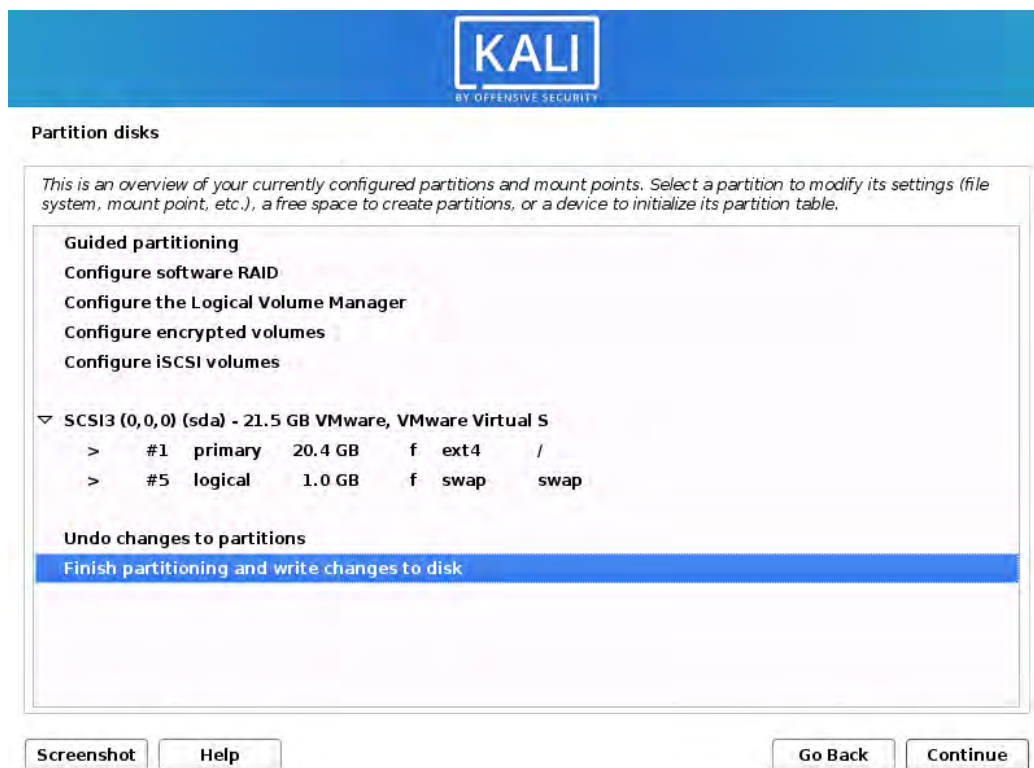 KALI
BY OFFENSIVE SECURITY
Partition disks
This is an overview of your currently configured partitions and mount points. Select a partition to modify its settings (file
system, mount point, etc.), a free space to create partitions, or a device to initialize its partition table.
Guided partitioning
Configure software RAID
Configure the Logical Volume Manager
Configure encrypted volumes
Configure iSCSI volumes
SCSI3 (0,0,0) (sda) - 21.5 GB VMware, VMware Virtual S
> #1 primary 20.4 GB f ext4 /
> #5 logical 1.0 GB f swap swap
Undo changes to partitions
Finish partitioning and write changes to disk
Screenshot Help Go Back Continue